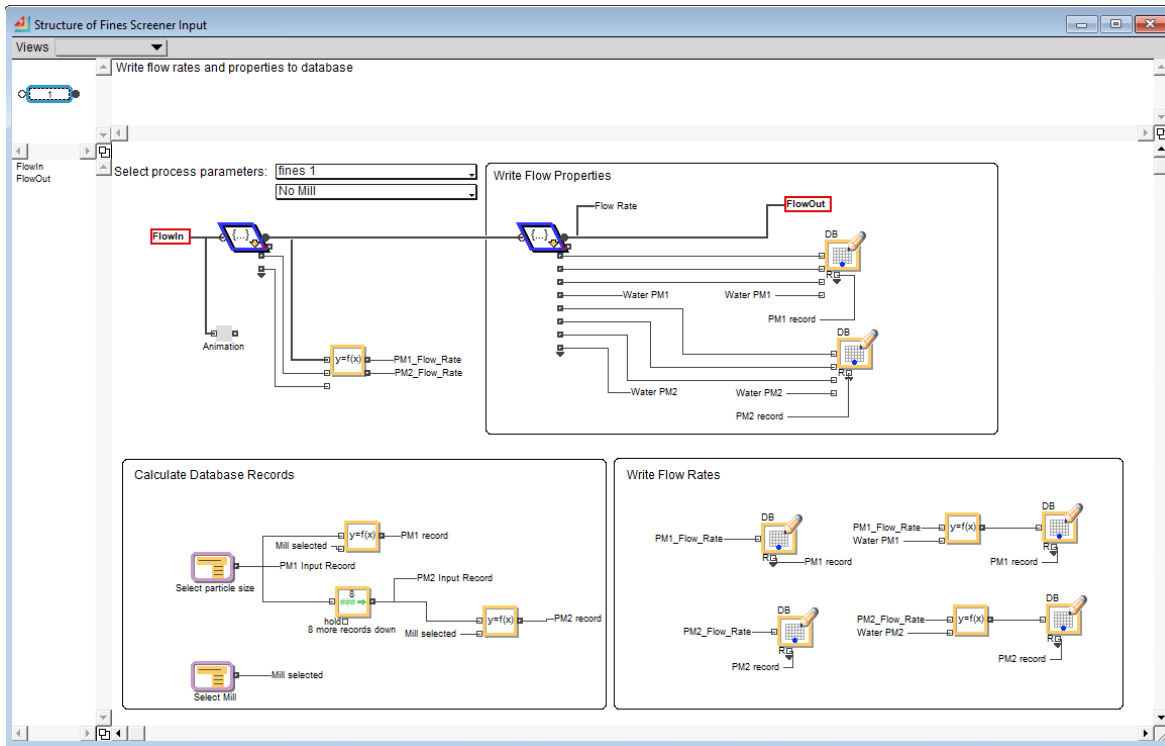 Structure of Fines Screener Input
Views
Write flow rates and properties to database
1
FlowIn
FlowOut
Select process parameters:
fines 1
No Mill
Write Flow Properties
Flow Rate
FlowOut
FlowIn
{...}
{...}
DB
R
Water PM1
Water PM1
PM1 record
Animation
y=f(x)
PM1_Flow_Rate
PM2_Flow_Rate
DB
R
Water PM2
Water PM2
PM2 record
Calculate Database Records
y=f(x)
PM1 record
Mill selected
PM1 Input Record
Select particle size
PM2 Input Record
8
###
hold
8 more records down
y=f(x)
PM2 record
Mill selected
Mill selected
Select Mill
Write Flow Rates
DB
PM1_Flow_Rate
R
PM1 record
DB
PM1_Flow_Rate
Water PM1
y=f(x)
R
PM1 record
DB
PM2_Flow_Rate
R
PM2 record
DB
PM2_Flow_Rate
Water PM2
y=f(x)
R
PM2 record